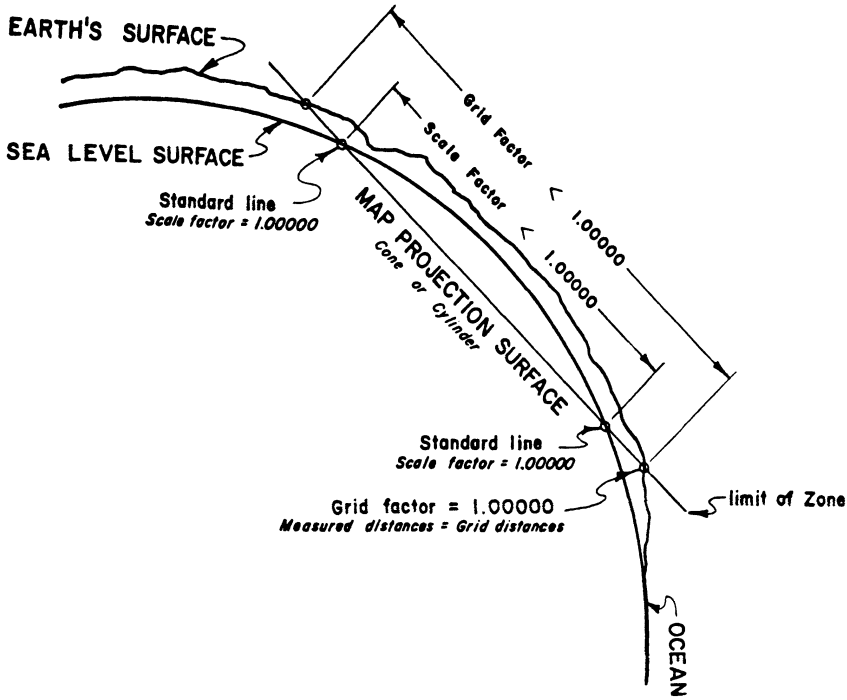 EARTH'S SURFACE
SEA LEVEL SURFACE
Standard line
Scale factor = 1.00000
Grid Factor < 1.00000
Scale Factor < 1.00000
MAP PROJECTION SURFACE
Cone or Cylinder
Standard line
Scale factor = 1.00000
Grid factor = 1.00000
Measured distances = Grid distances
limit of Zone
OCEAN